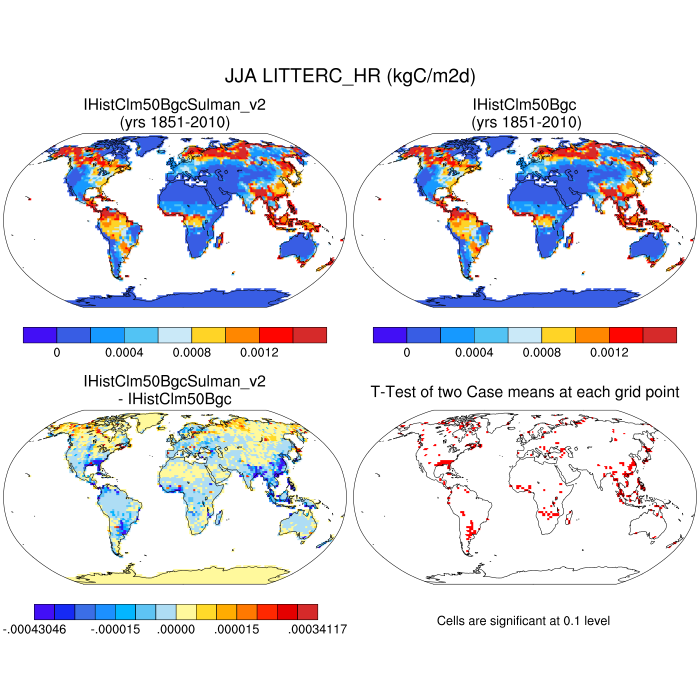 JJA LITTERC_HR (kgC/m2d)
IHistClm50BgcSulman_v2
(yrs 1851-2010)
IHistClm50Bgc
(yrs 1851-2010)
0 0.0004 0.0008 0.0012
0 0.0004 0.0008 0.0012
IHistClm50BgcSulman_v2
- IHistClm50Bgc
T-Test of two Case means at each grid point
-.00043046 -.000015 .00000 .000015 .00034117
Cells are significant at 0.1 level